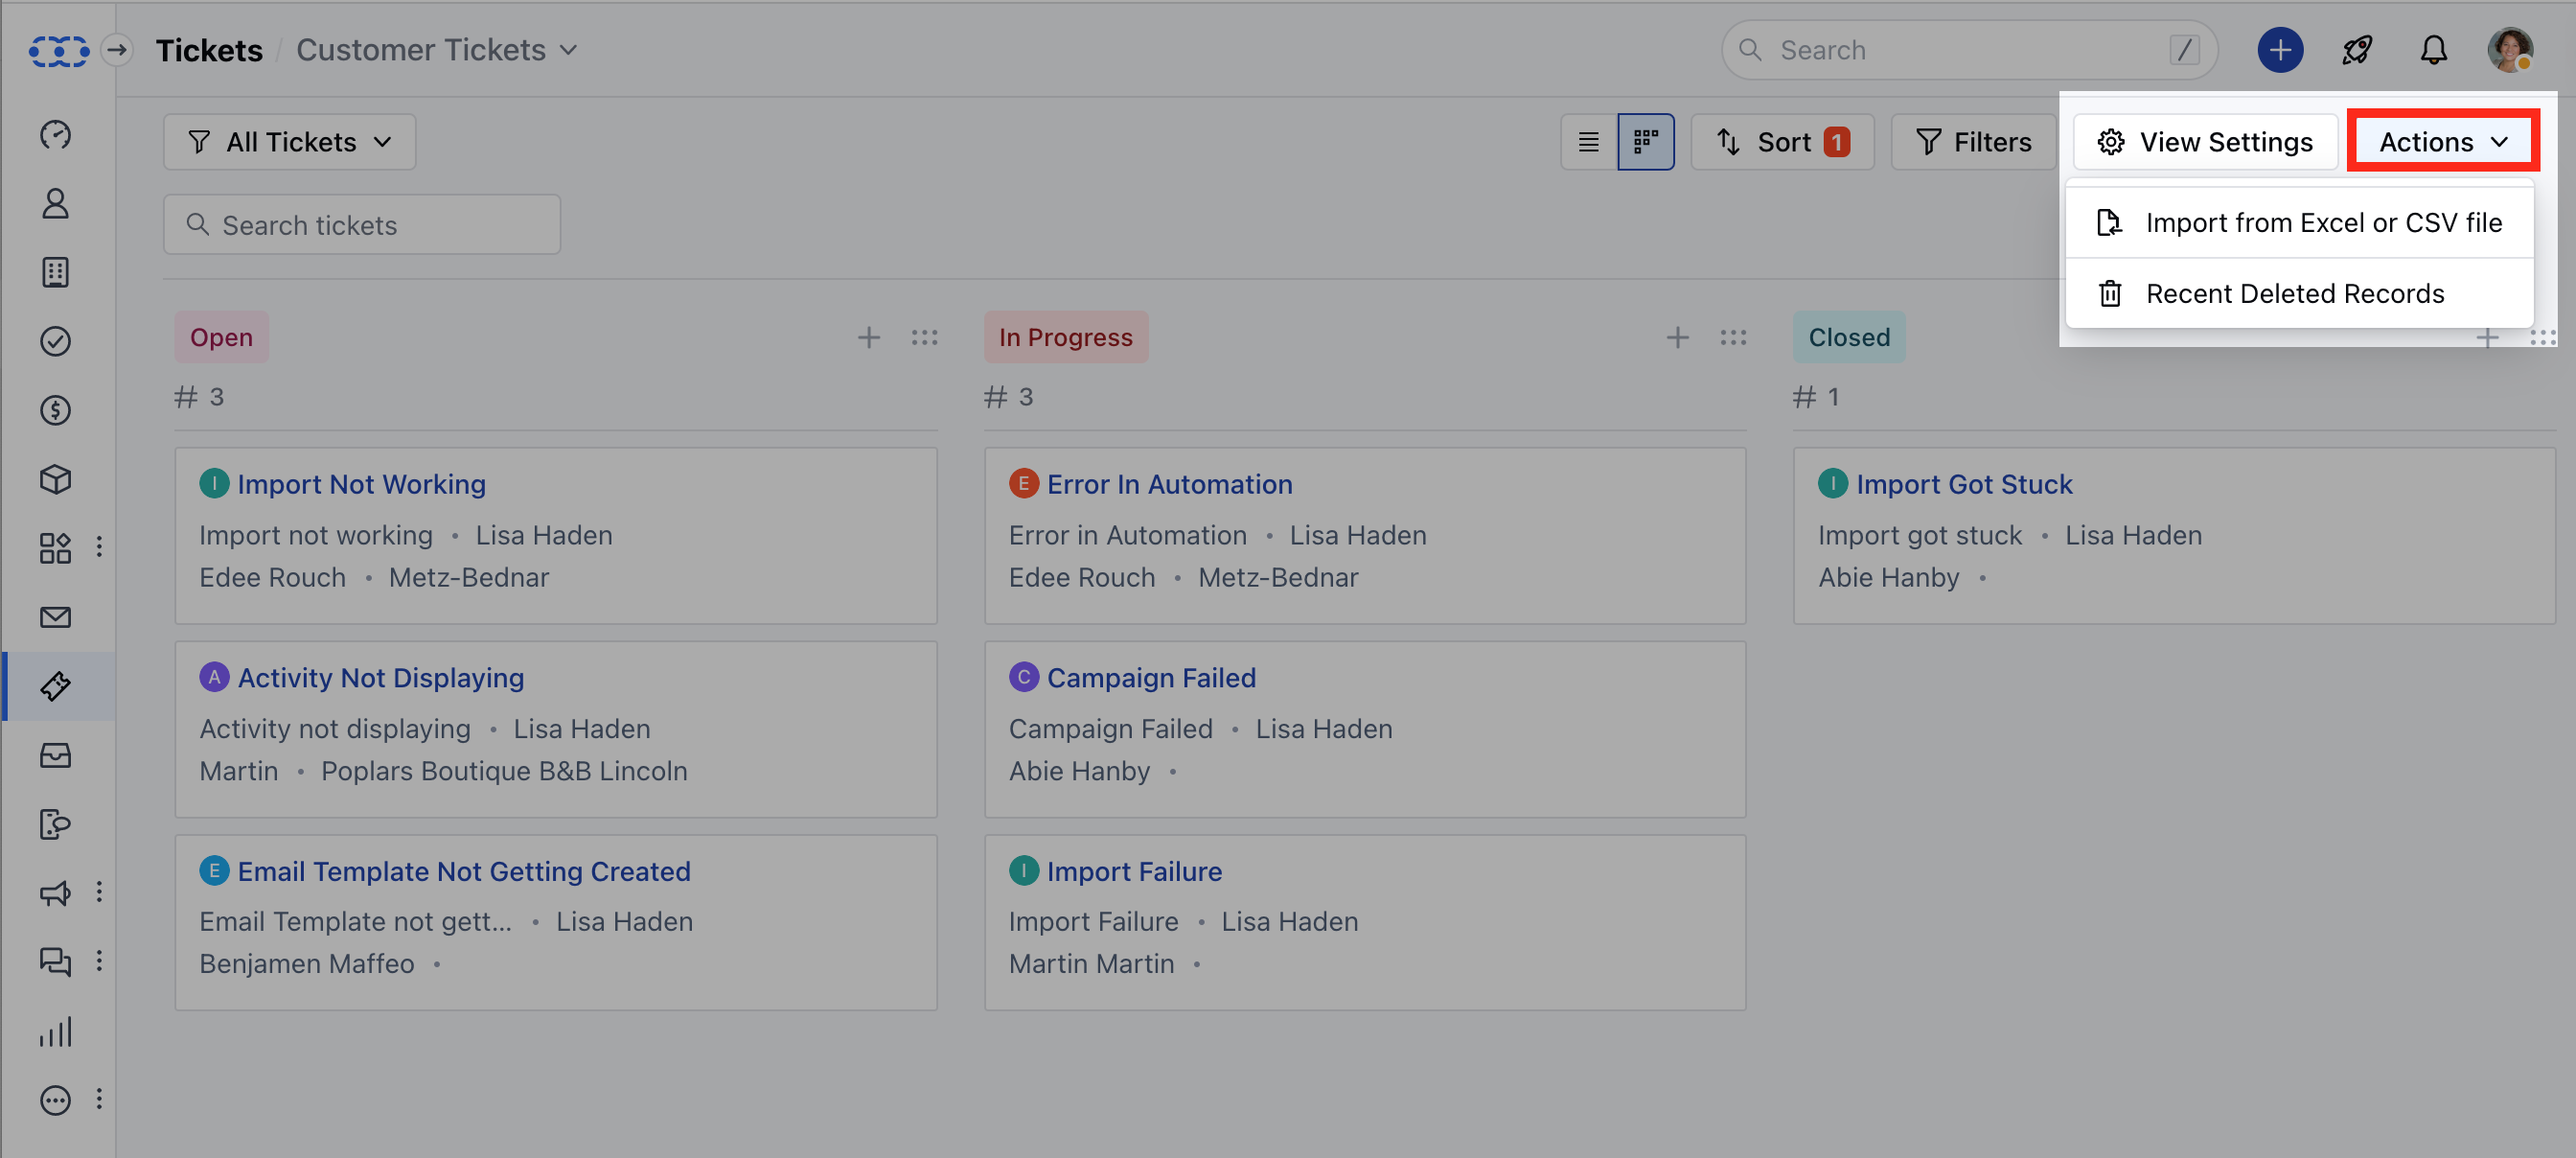 Tickets / Customer Tickets
Search /
All Tickets
Sort 1
Filters
View Settings
Actions
Search tickets
Import from Excel or CSV file
Recent Deleted Records
Open
# 3
I Import Not Working
Import not working • Lisa Haden
Edee Rouch • Metz-Bednar
A Activity Not Displaying
Activity not displaying • Lisa Haden
Martin • Poplars Boutique B&B Lincoln
E Email Template Not Getting Created
Email Template not gett... • Lisa Haden
Benjamen Maffeo •
In Progress
# 3
E Error In Automation
Error in Automation • Lisa Haden
Edee Rouch • Metz-Bednar
C Campaign Failed
Campaign Failed • Lisa Haden
Abie Hanby •
I Import Failure
Import Failure • Lisa Haden
Martin Martin •
Closed
# 1
I Import Got Stuck
Import got stuck • Lisa Haden
Abie Hanby •